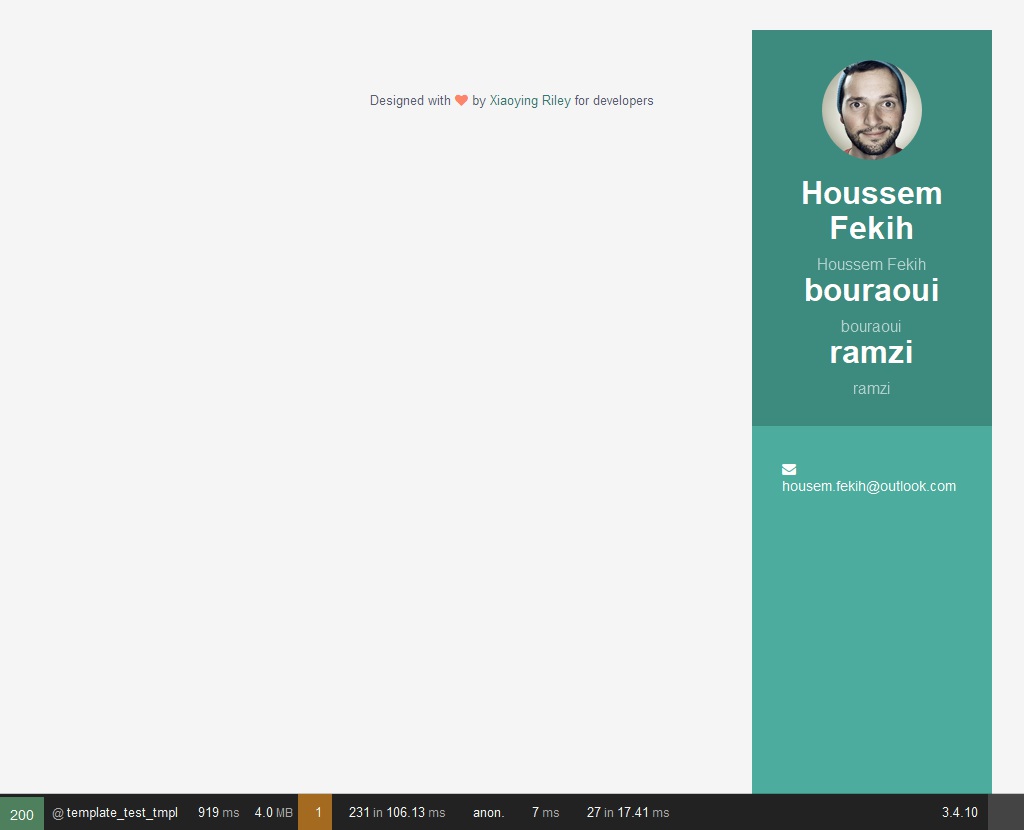 Designed with by Xiaoying Riley for developers
Houssem
Fekih
Houssem Fekih
bouraoui
bouraoui
ramzi
ramzi
housem.fekih@outlook.com
200 @ template_test_tmpl 919 ms 4.0 MB 1 231 in 106.13 ms anon. 7 ms 27 in 17.41 ms 3.4.10